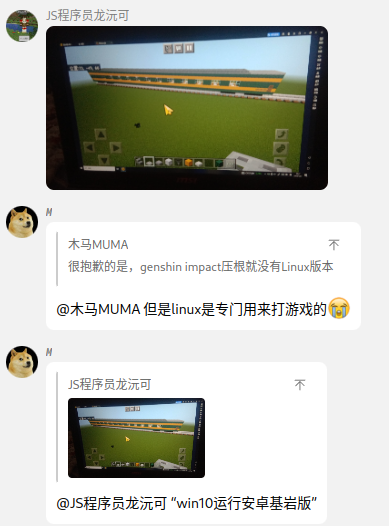 JS程序员龙沅可
M
木马MUMA
很抱歉的是，genshin impact压根就没有Linux版本
@木马MUMA 但是linux是专门用来打游戏的😭
M
JS程序员龙沅可
@JS程序员龙沅可 “win10运行安卓基岩版”